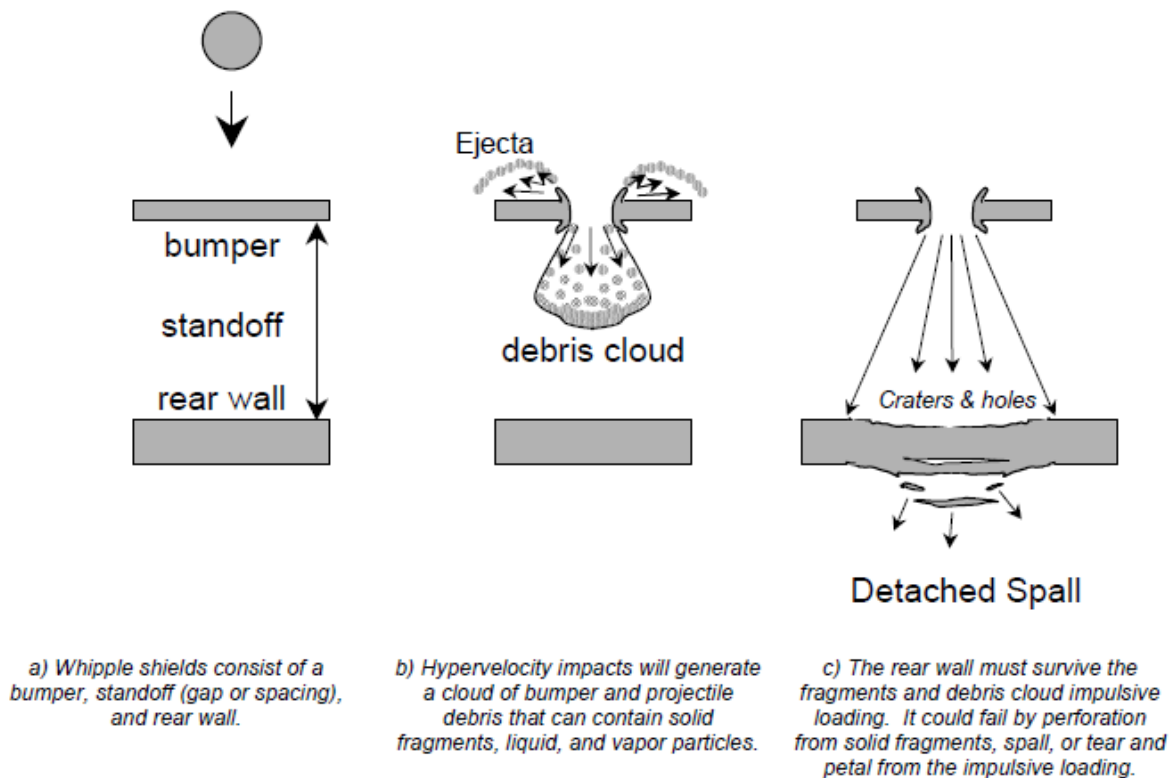 Ejecta
bumper
standoff
rear wall
debris cloud
Craters & holes
Detached Spall
a) Whipple shields consist of a
bumper, standoff (gap or spacing),
and rear wall.
b) Hypervelocity impacts will generate
a cloud of bumper and projectile
debris that can contain solid
fragments, liquid, and vapor particles.
c) The rear wall must survive the
fragments and debris cloud impulsive
loading. It could fail by perforation
from solid fragments, spall, or tear and
petal from the impulsive loading.